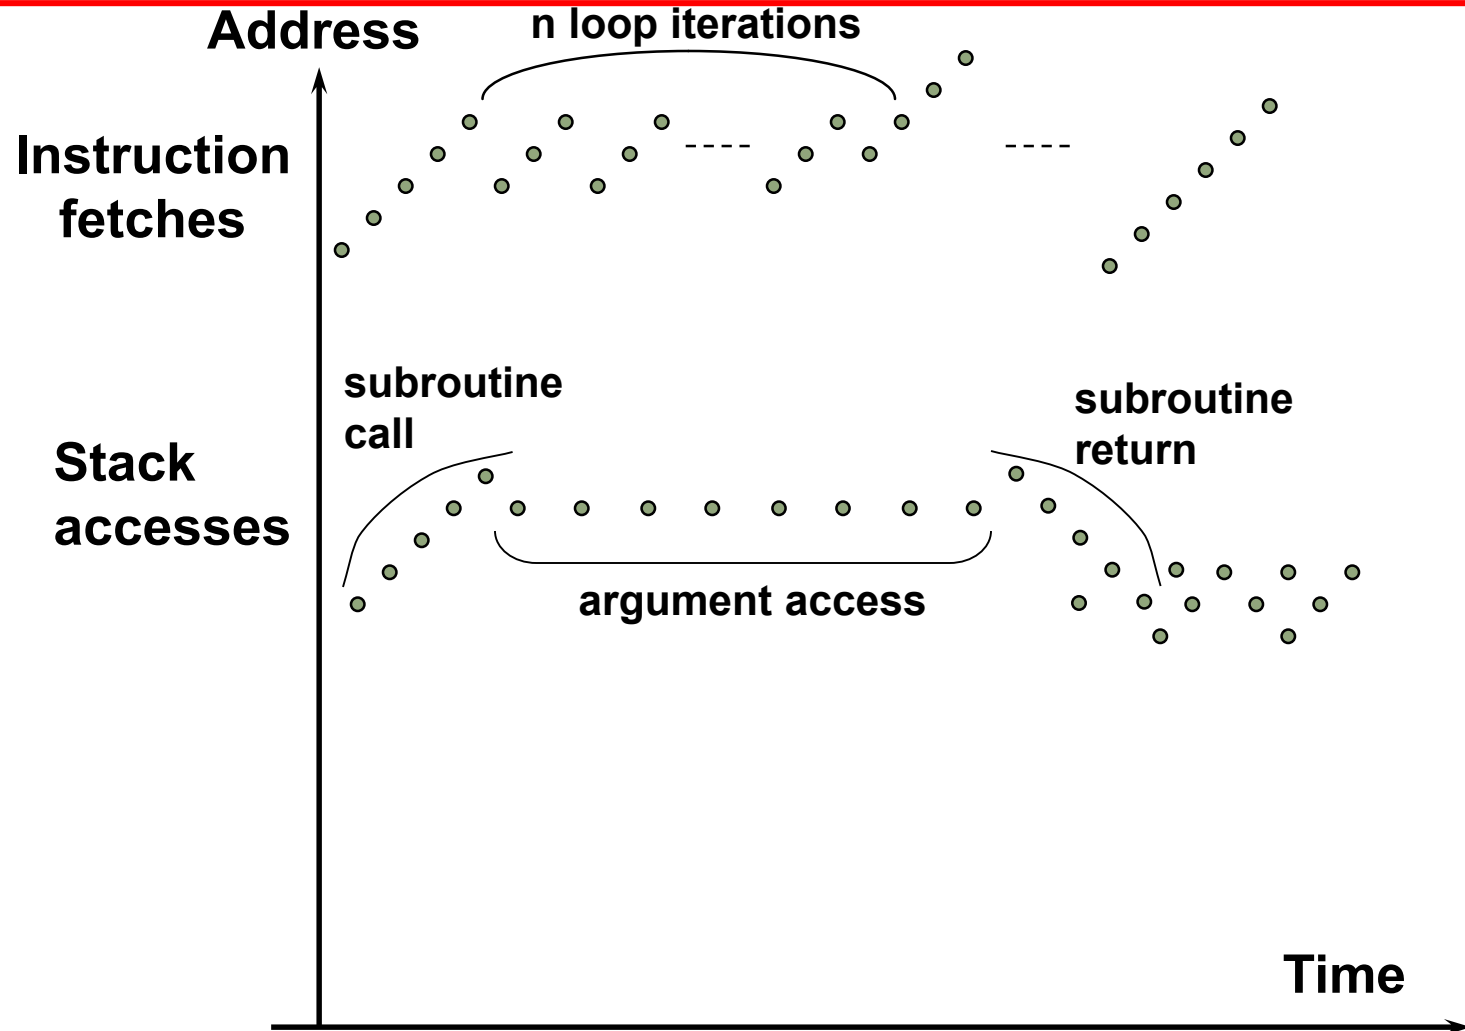 Address
n loop iterations
Instruction
fetches
subroutine
call
subroutine
return
Stack
accesses
argument access
Time